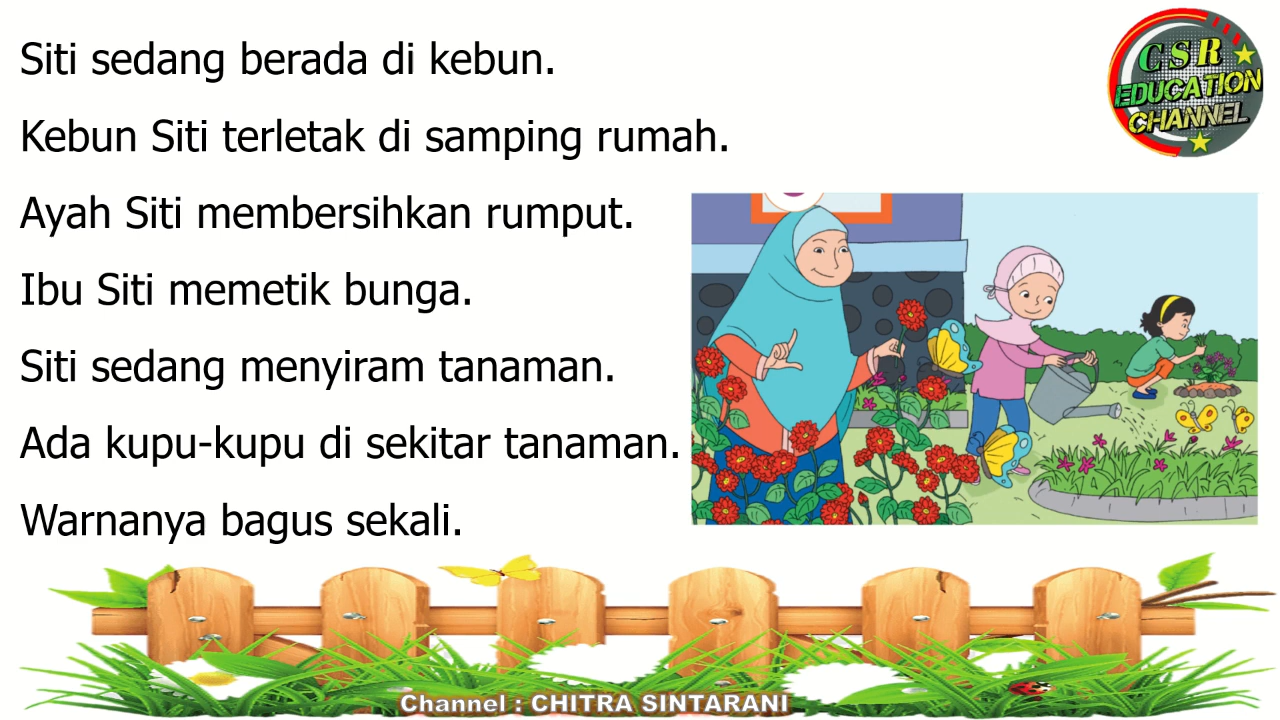 Siti sedang berada di kebun.
Kebun Siti terletak di samping rumah.
Ayah Siti membersihkan rumput.
Ibu Siti memetik bunga.
Siti sedang menyiram tanaman.
Ada kupu-kupu di sekitar tanaman.
Warnanya bagus sekali.
CSR
EDUCATION
CHANNEL
Channel : CHITRA SINTARANI